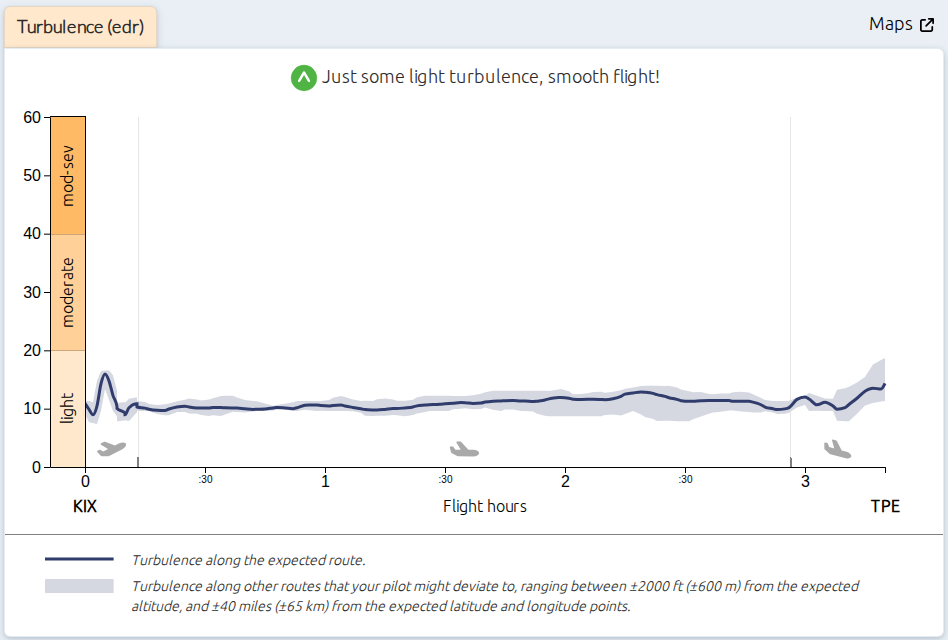 Turbulence (edr)
Maps
Just some light turbulence, smooth flight!
60
50
40
30
20
10
0
mod-sev
moderate
light
0
:30
1
:30
2
:30
3
KIX
Flight hours
TPE
Turbulence along the expected route.
Turbulence along other routes that your pilot might deviate to, ranging between ±2000 ft (±600 m) from the expected
altitude, and ±40 miles (±65 km) from the expected latitude and longitude points.